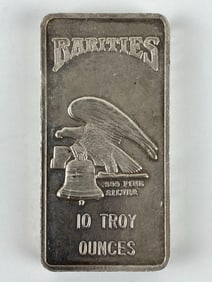 RARITIES
.999 FINE
SILVER
10 TROY
OUNCES